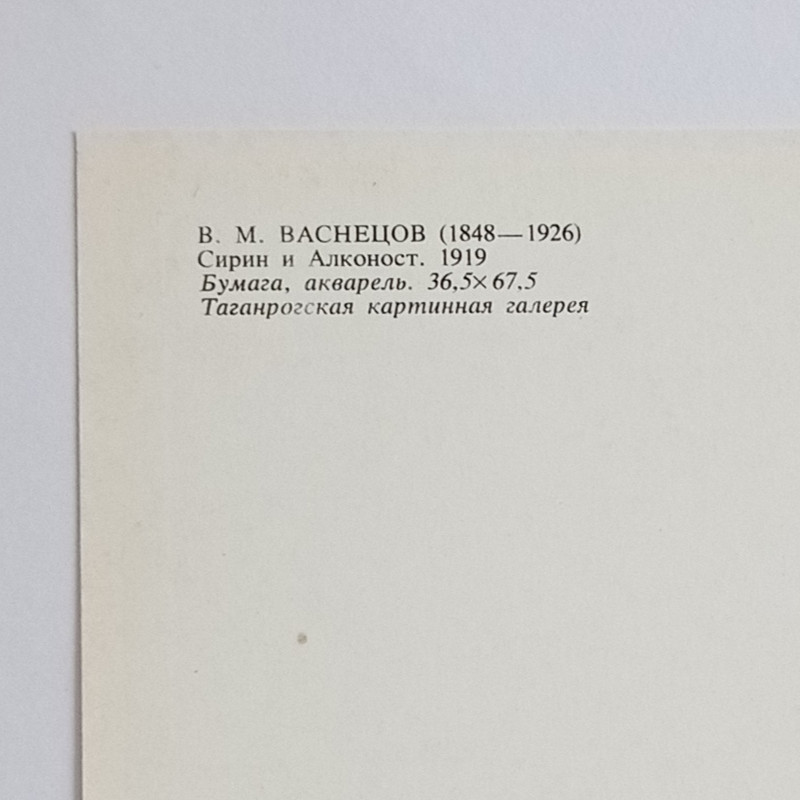 В. М. ВАСНЕЦОВ (1848—1926)
Сирин и Алконост. 1919
Бумага, акварель. 36,5×67,5
Таганрогская картинная галерея